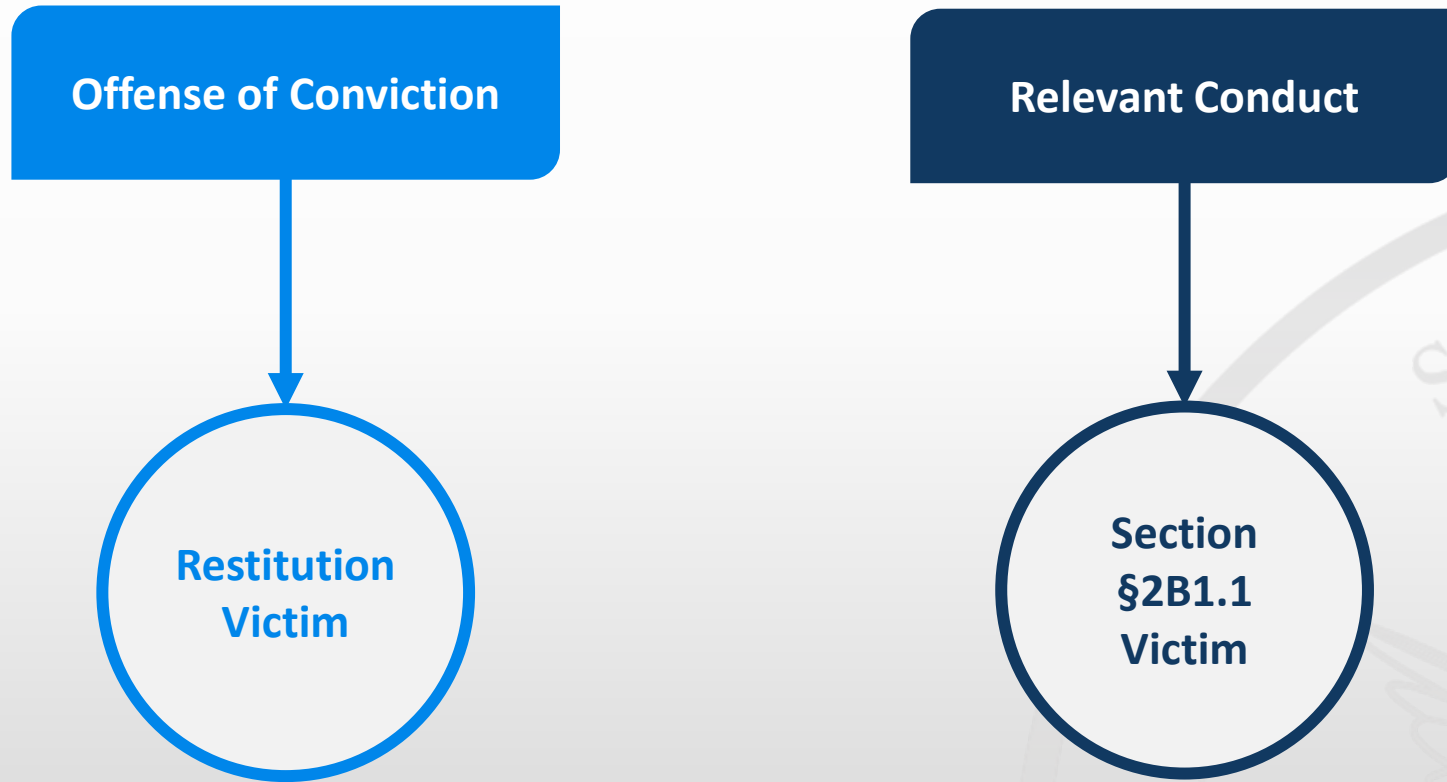 Offense of Conviction
Relevant Conduct
Restitution
Victim
Section
§2B1.1
Victim